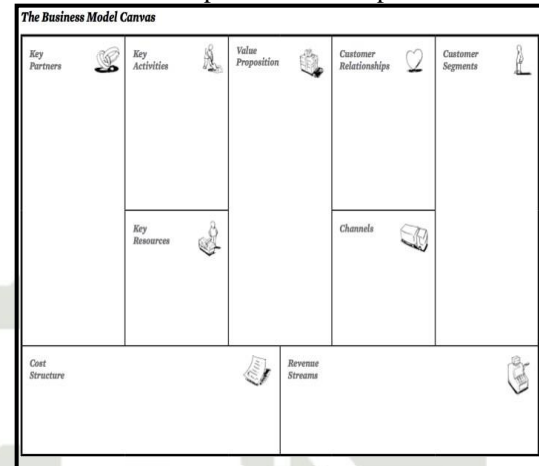 The Business Model Canvas
Key
Partners
Key
Activities
Value
Proposition
Customer
Relationships
Customer
Segments
Key
Resources
Channels
Cost
Structure
Revenue
Streams